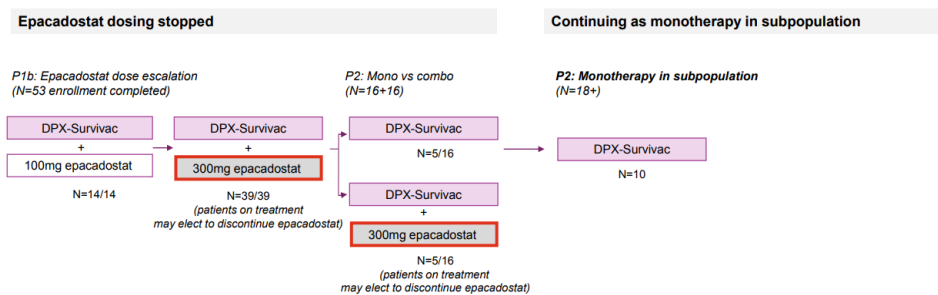 Epacadostat dosing stopped
Continuing as monotherapy in subpopulation
P1b: Epacadostat dose escalation
(N=53 enrollment completed)
DPX-Survivac
+
100mg epacadostat
N=14/14
DPX-Survivac
+
300mg epacadostat
N=39/39
(patients on treatment
may elect to discontinue epacadostat)
P2: Mono vs combo
(N=16+16)
DPX-Survivac
N=5/16
DPX-Survivac
+
300mg epacadostat
N=5/16
(patients on treatment
may elect to discontinue epacadostat)
P2: Monotherapy in subpopulation
(N=18+)
DPX-Survivac
N=10